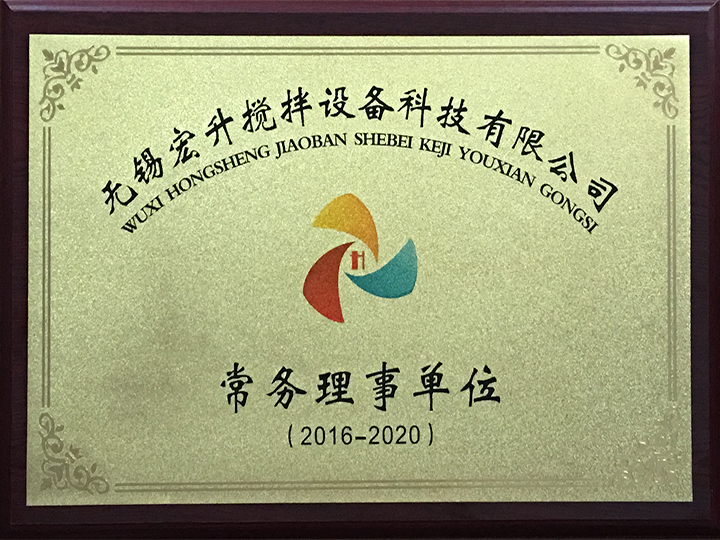 无锡宏升搅拌设备科技有限公司
WUXI HONGSHENG JIAOBAN SHEBEI KEJI YOUXIAN GONGSI
H
常务理事单位
（2016-2020）